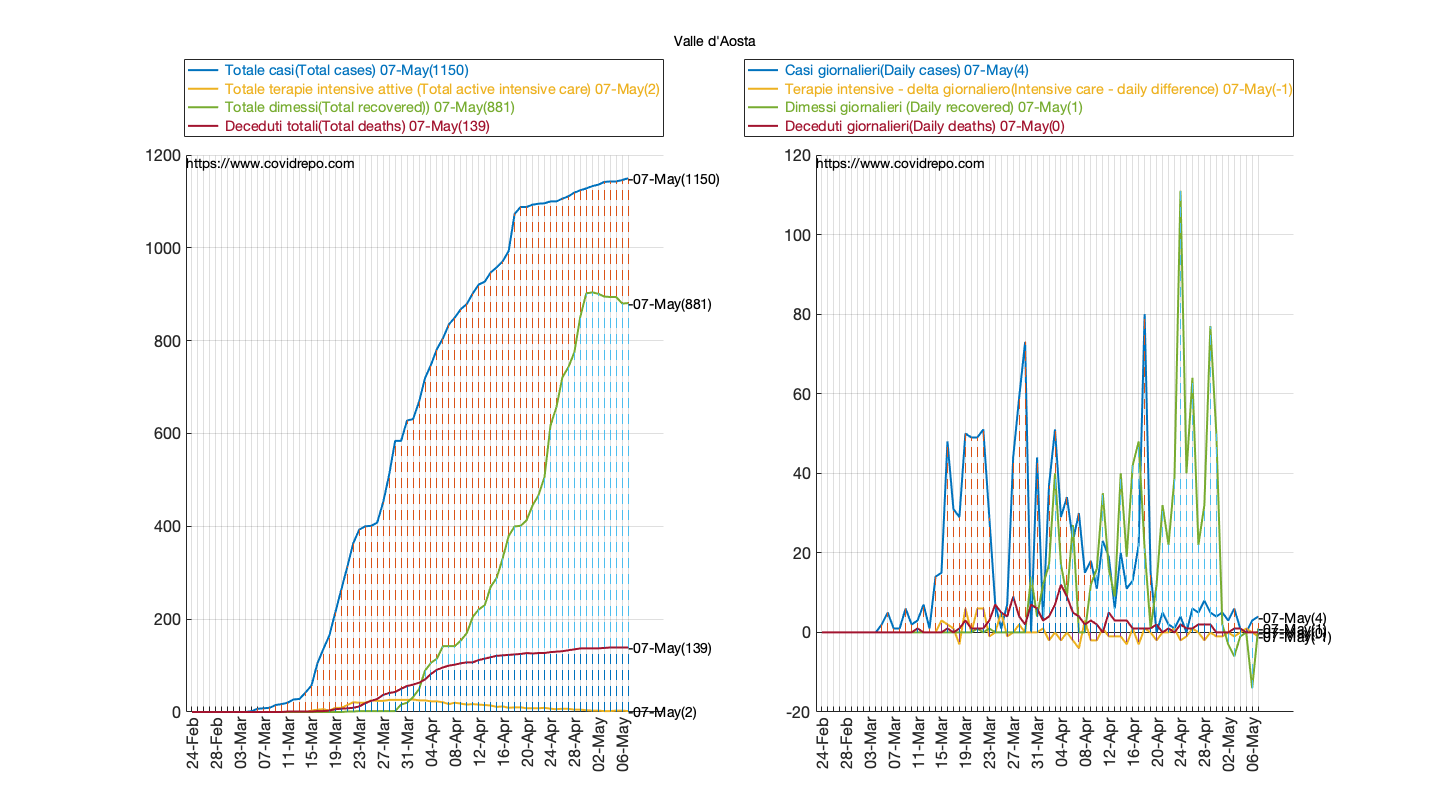 Valle d'Aosta
Totale casi(Total cases) 07-May(1150)
Totale terapie intensive attive (Total active intensive care) 07-May(2)
Totale dimessi(Total recovered)) 07-May(881)
Deceduti totali(Total deaths) 07-May(139)
1200
https://www.covidrepo.com
07-May(1150)
1000
07-May(881)
800
600
400
200
07-May(139)
0
07-May(2)
24-Feb
28-Feb
03-Mar
07-Mar
11-Mar
15-Mar
19-Mar
23-Mar
27-Mar
31-Mar
04-Apr
08-Apr
12-Apr
16-Apr
20-Apr
24-Apr
28-Apr
02-May
06-May
Casi giornalieri(Daily cases) 07-May(4)
Terapie intensive - delta giornaliero(Intensive care - daily difference) 07-May(-1)
Dimessi giornalieri (Daily recovered) 07-May(1)
Deceduti giornalieri(Daily deaths) 07-May(0)
120
https://www.covidrepo.com
100
80
60
40
20
07-May(4)
0
-20
24-Feb
28-Feb
03-Mar
07-Mar
11-Mar
15-Mar
19-Mar
23-Mar
27-Mar
31-Mar
04-Apr
08-Apr
12-Apr
16-Apr
20-Apr
24-Apr
28-Apr
02-May
06-May